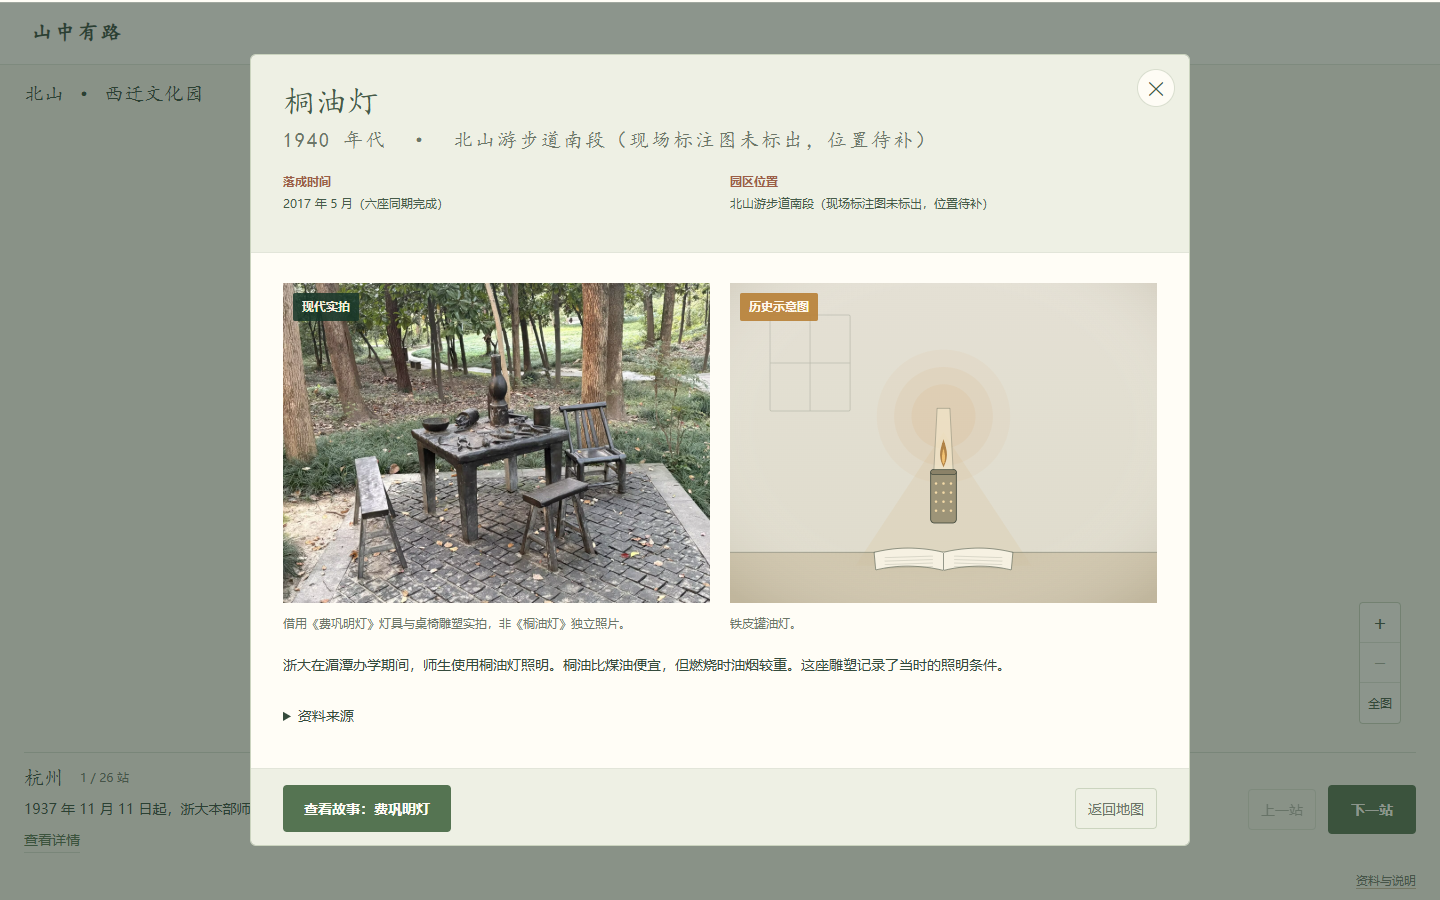 山中有路
北山 • 西迁文化园
桐油灯
1940 年代 • 北山游步道南段（现场标注图未标出，位置待补）
落成时间
2017 年 5 月（六座同期完成）
园区位置
北山游步道南段（现场标注图未标出，位置待补）
现代实拍
历史示意图
借用《费巩明灯》灯具与桌椅雕塑实拍，非《桐油灯》独立照片。
铁皮罐油灯。
浙大在湄潭办学期间，师生使用桐油灯照明。桐油比煤油便宜，但燃烧时油烟较重。这座雕塑记录了当时的照明条件。
▶ 资料来源
查看故事：费巩明灯
返回地图
+
−
全图
杭州 1 / 26 站
1937 年 11 月 11 日起，浙大本部师
查看详情
上一站
下一站
资料与说明